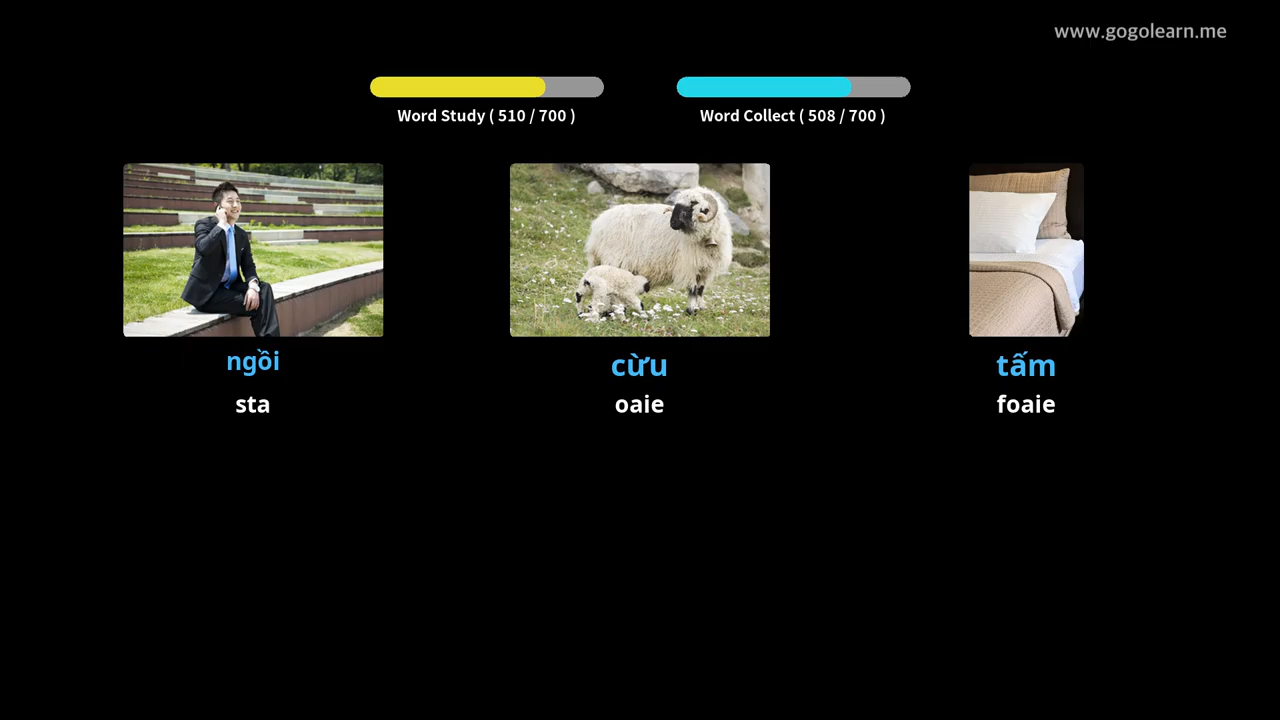 www.gogolearn.me
Word Study ( 510 / 700 )
Word Collect ( 508 / 700 )
ngồi
cừu
tấm
sta
oaie
foaie